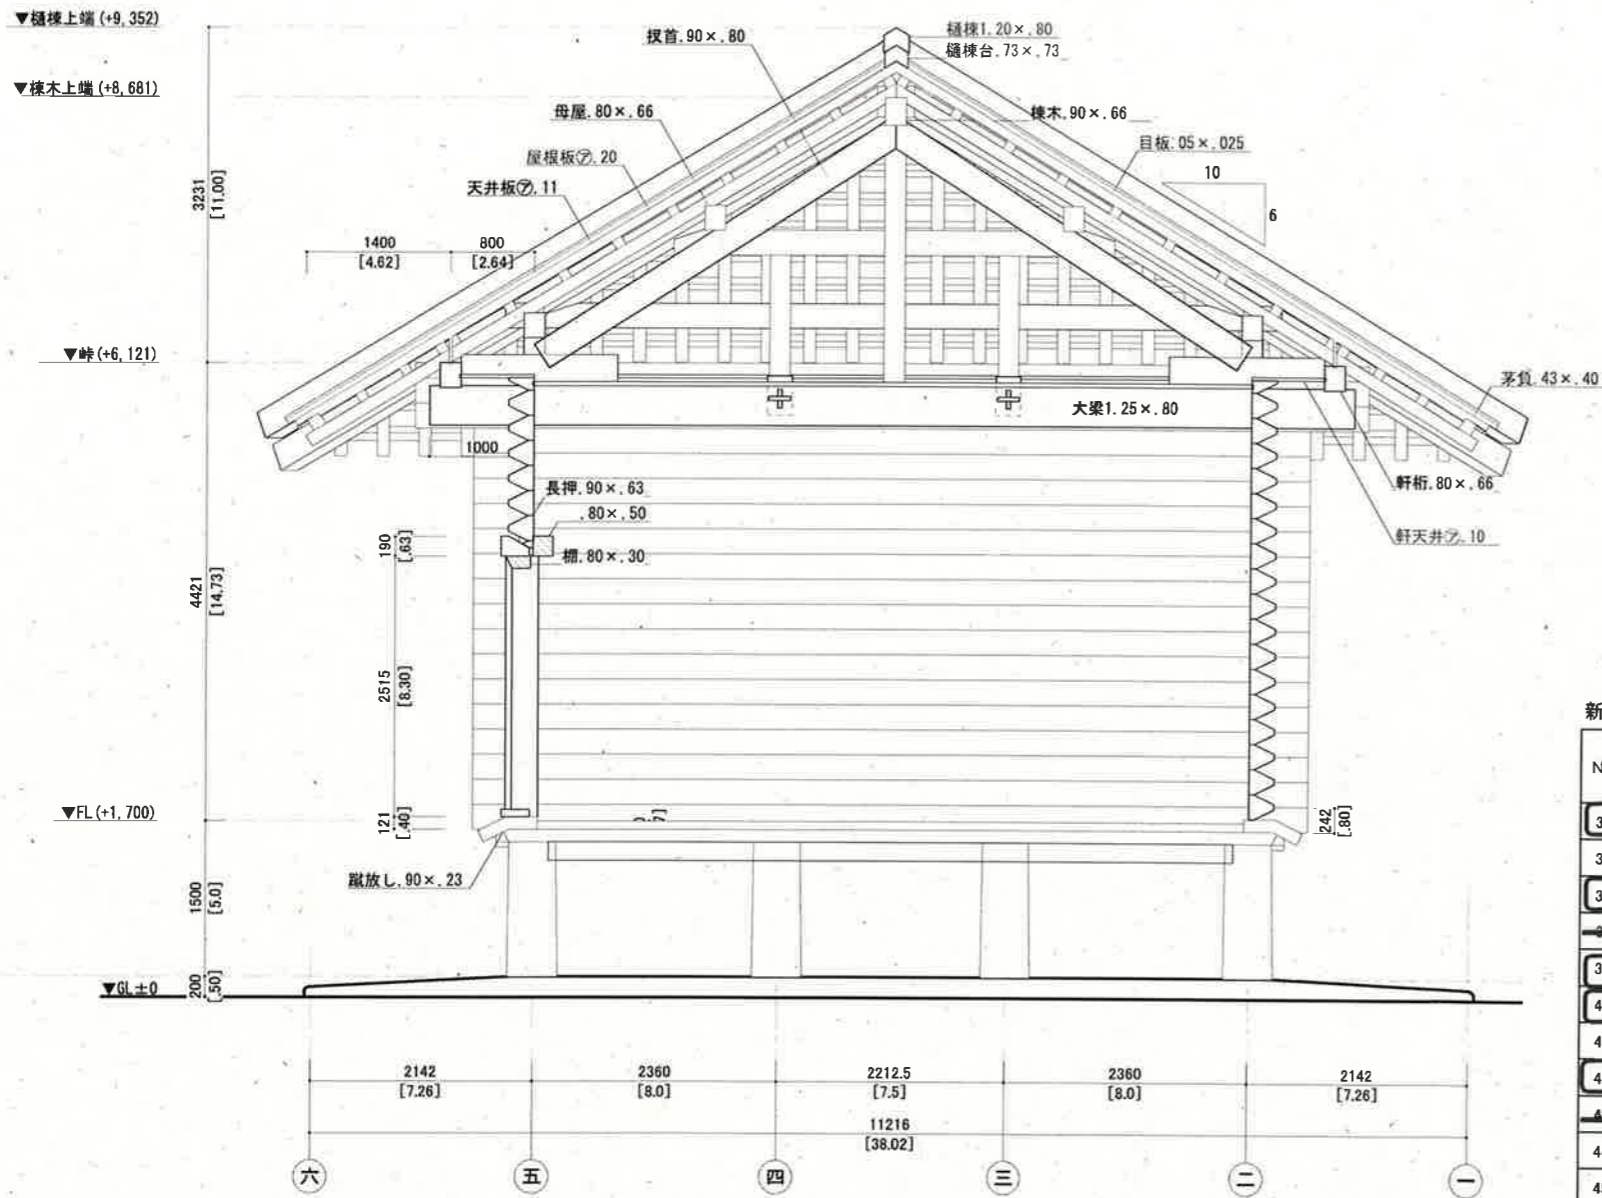 ▼樋棟上端 (+9,352)
▼棟木上端 (+8,681)
▼峠 (+6,121)
▼FL (+1,700)
▼GL±0
3231
[11.00]
4421
[14.73]
1500
[5.0]
200
[.50]
1400
[4.62]
800
[2.64]
扠首.90×.80
母屋.80×.66
屋根板㋐.20
天井板㋐.11
樋棟1.20×.80
樋棟台.73×.73
棟木.90×.66
目板.05×.025
10
6
茅負.43×.40
大梁1.25×.80
軒桁.80×.66
軒天井㋐.10
1000
長押.90×.63
.80×.50
楣.80×.30
190
[.63]
2515
[8.30]
121
[.40]
242
[.80]
蹴放し.90×.23
2142
[7.26]
2360
[8.0]
2212.5
[7.5]
2360
[8.0]
2142
[7.26]
11216
[38.02]
六
五
四
三
二
一
新
N